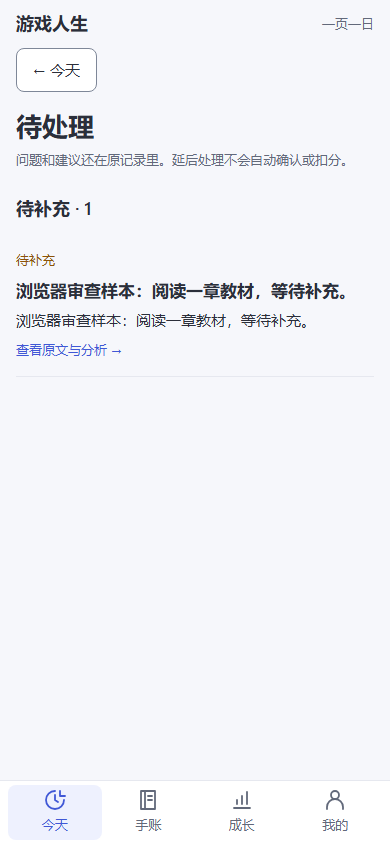 游戏人生
一页一日
← 今天
待处理
问题和建议还在原记录里。延后处理不会自动确认或扣分。
待补充 · 1
待补充
浏览器审查样本：阅读一章教材，等待补充。
浏览器审查样本：阅读一章教材，等待补充。
查看原文与分析 →
今天
手账
成长
我的